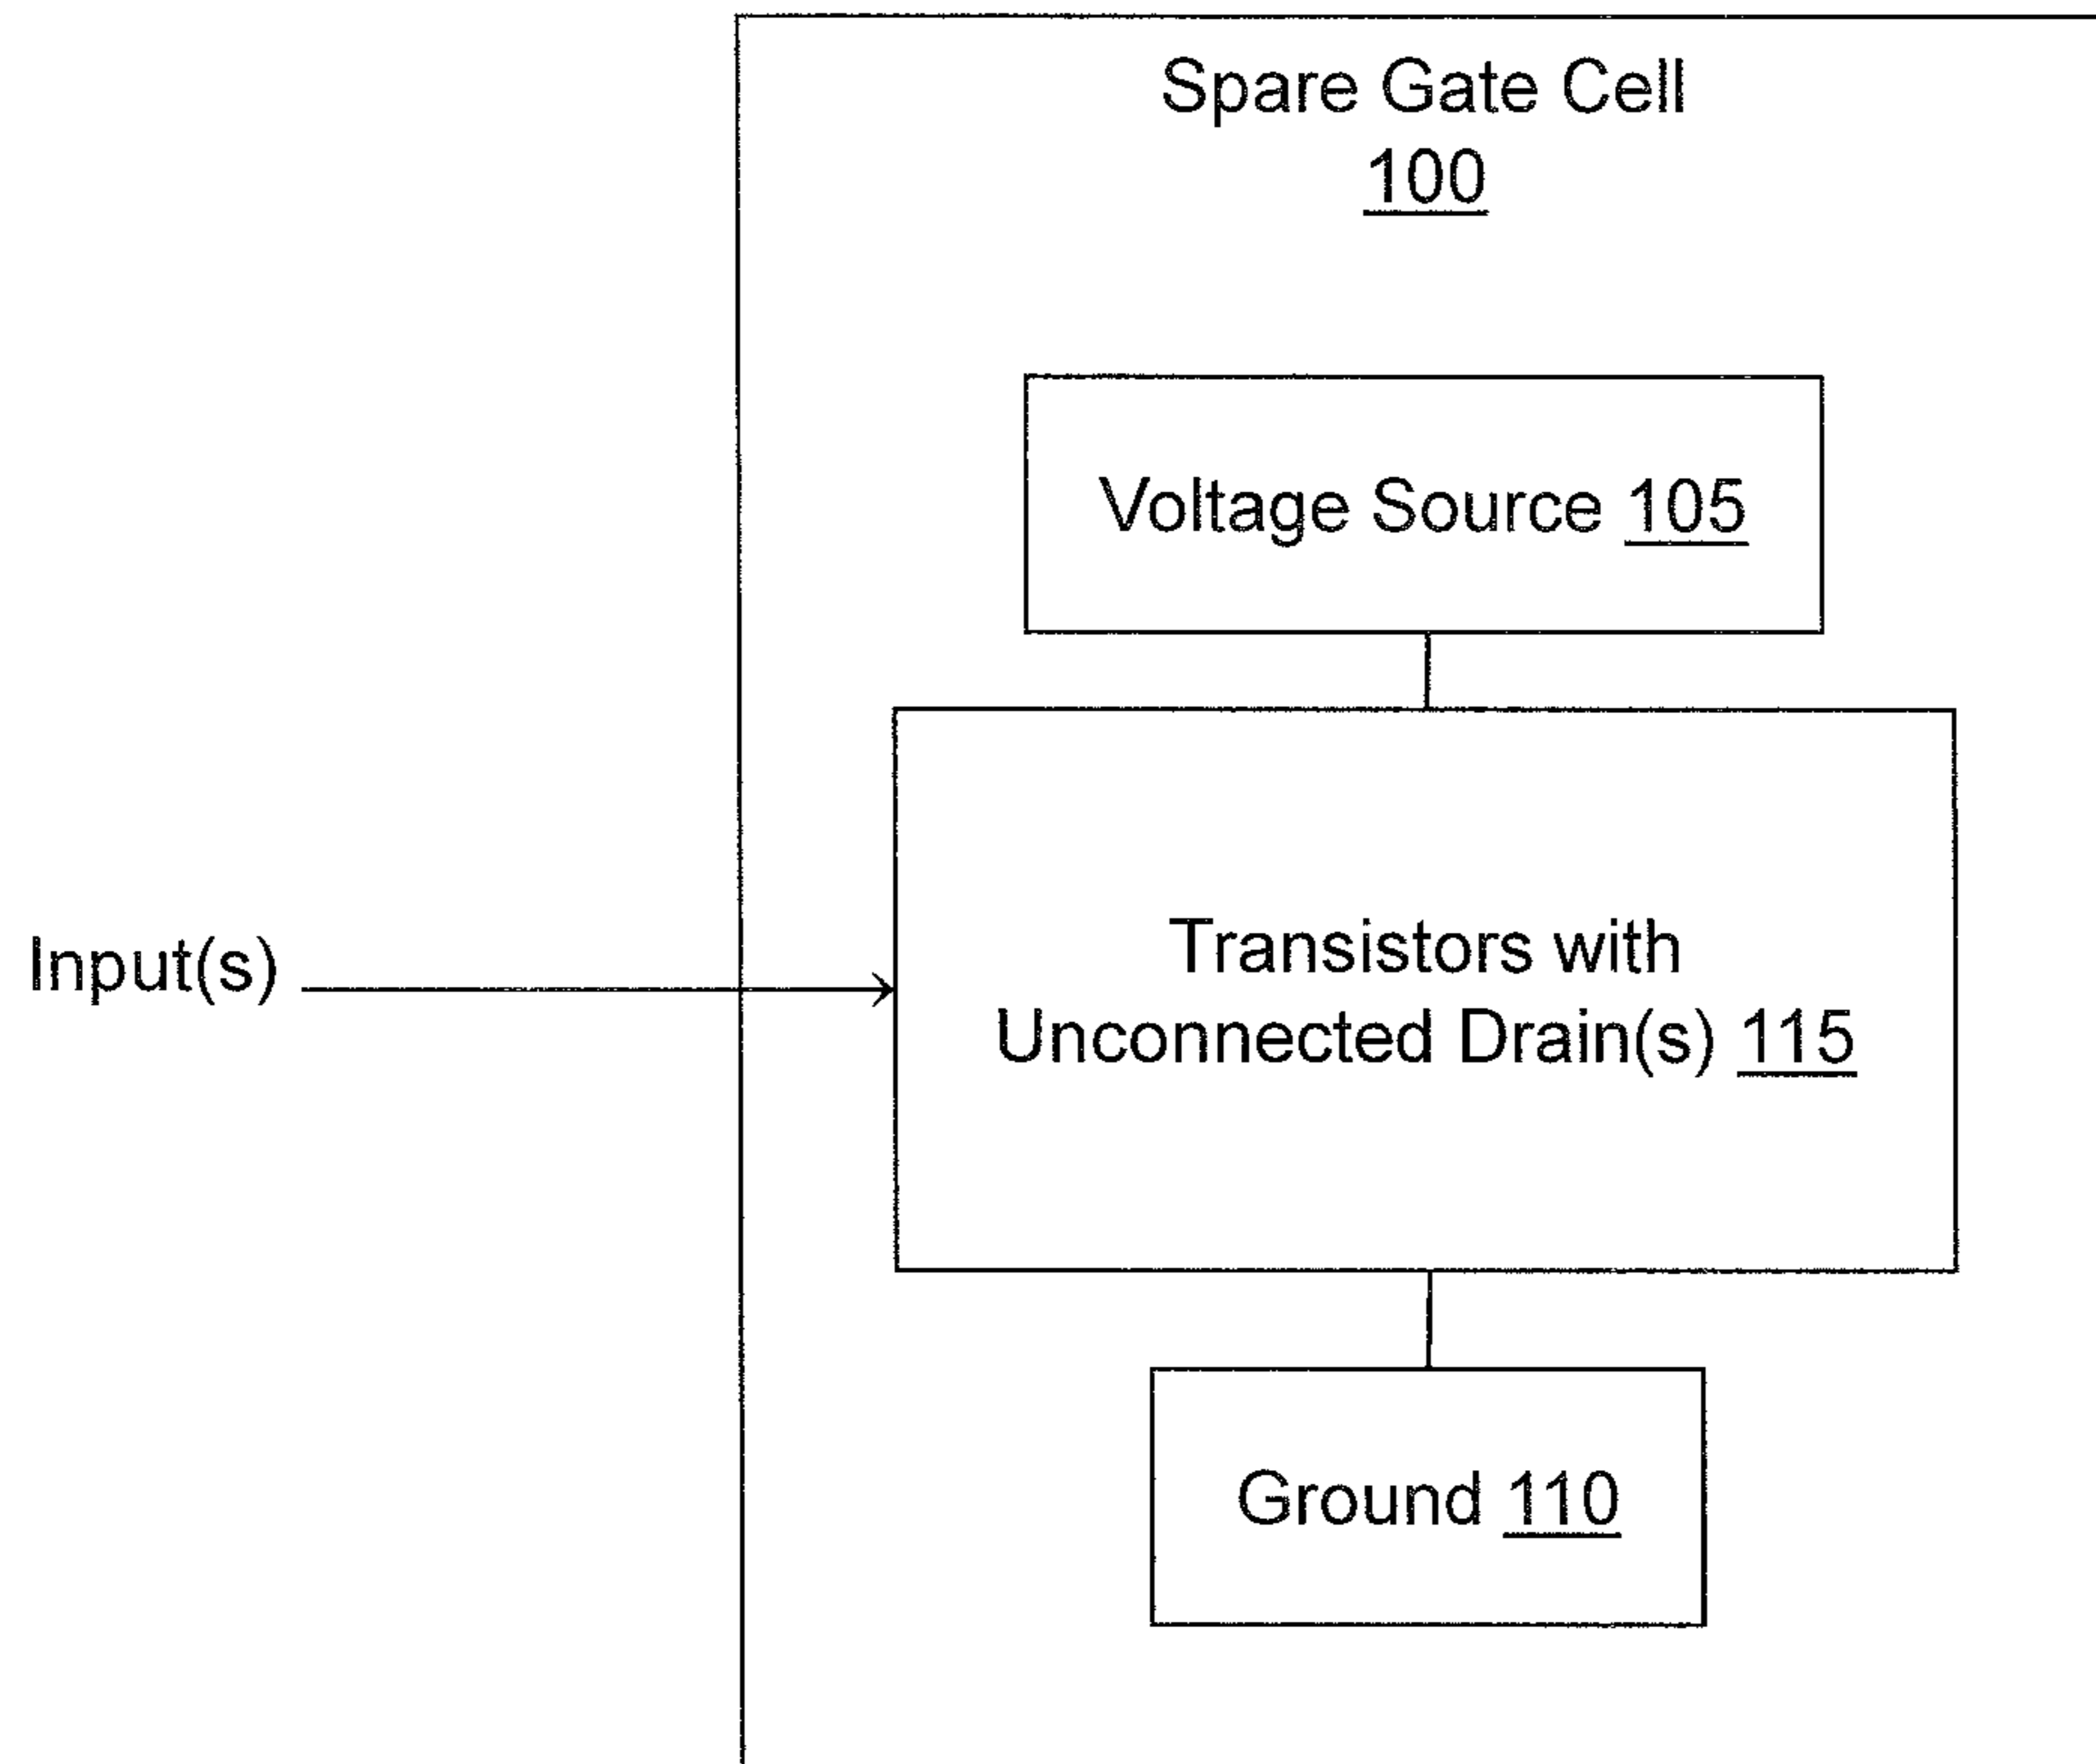 Spare Gate Cell
100
Voltage Source 105
Input(s)
Transistors with
Unconnected Drain(s) 115
Ground 110